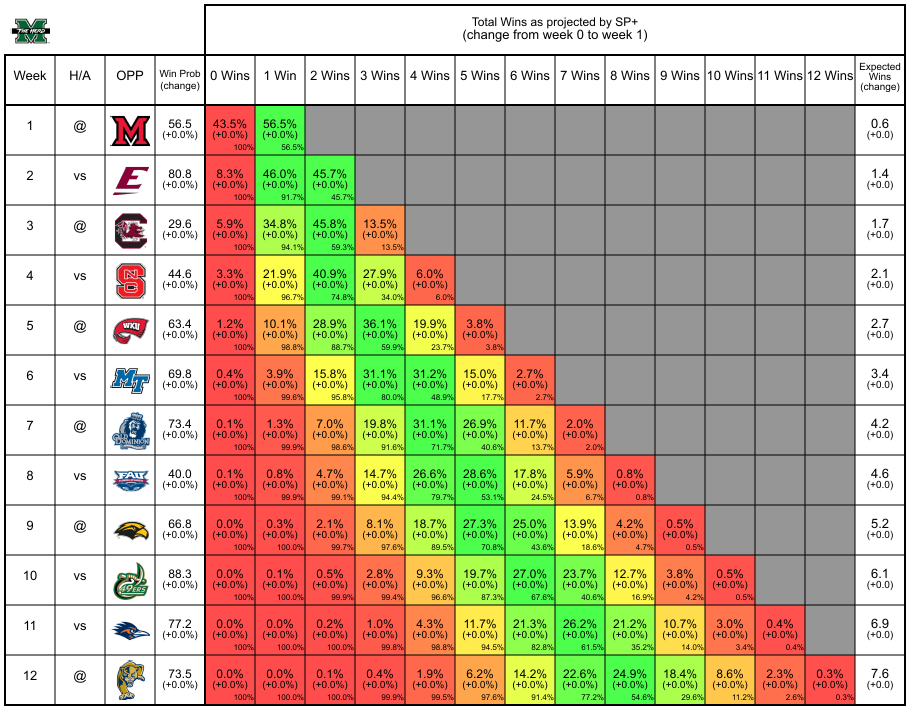 THE HERD
Total Wins as projected by SP+
(change from week 0 to week 1)
Week H/A OPP Win Prob (change) 0 Wins 1 Win 2 Wins 3 Wins 4 Wins 5 Wins 6 Wins 7 Wins 8 Wins 9 Wins 10 Wins 11 Wins 12 Wins Expected Wins (change)
1 @ M 56.5 43.5% 56.5% 0.6
(+0.0%) (+0.0%) (+0.0%) (+0.0)
100% 56.5%
2 vs E 80.8 8.3% 46.0% 45.7% 1.4
(+0.0%) (+0.0%) (+0.0%) (+0.0%) (+0.0)
100% 91.7% 45.7%
3 @ C 29.6 5.9% 34.8% 45.8% 13.5% 1.7
(+0.0%) (+0.0%) (+0.0%) (+0.0%) (+0.0%) (+0.0)
100% 94.1% 59.3% 13.5%
4 vs NCS 44.6 3.3% 21.9% 40.9% 27.9% 6.0% 2.1
(+0.0%) (+0.0%) (+0.0%) (+0.0%) (+0.0%) (+0.0%) (+0.0)
100% 96.7% 74.8% 34.0% 6.0%
5 @ WKU 63.4 1.2% 10.1% 28.9% 36.1% 19.9% 3.8% 2.7
(+0.0%) (+0.0%) (+0.0%) (+0.0%) (+0.0%) (+0.0%) (+0.0%) (+0.0)
100% 98.8% 88.7% 59.9% 23.7% 3.8%
6 vs MT 69.8 0.4% 3.9% 15.8% 31.1% 31.2% 15.0% 2.7% 3.4
(+0.0%) (+0.0%) (+0.0%) (+0.0%) (+0.0%) (+0.0%) (+0.0%) (+0.0%) (+0.0)
100% 99.6% 95.8% 80.0% 48.9% 17.7% 2.7%
7 @ OLD DOMINION 73.4 0.1% 1.3% 7.0% 19.8% 31.1% 26.9% 11.7% 2.0% 4.2
(+0.0%) (+0.0%) (+0.0%) (+0.0%) (+0.0%) (+0.0%) (+0.0%) (+0.0%) (+0.0%) (+0.0)
100% 99.9% 98.6% 91.6% 71.7% 40.6% 13.7% 2.0%
8 vs FAU 40.0 0.1% 0.8% 4.7% 14.7% 26.6% 28.6% 17.8% 5.9% 0.8% 4.6
(+0.0%) (+0.0%) (+0.0%) (+0.0%) (+0.0%) (+0.0%) (+0.0%) (+0.0%) (+0.0%) (+0.0%) (+0.0)
100% 99.9% 99.1% 94.4% 79.7% 53.1% 24.5% 6.7% 0.8%
9 @ 66.8 0.0% 0.3% 2.1% 8.1% 18.7% 27.3% 25.0% 13.9% 4.2% 0.5% 5.2
(+0.0%) (+0.0%) (+0.0%) (+0.0%) (+0.0%) (+0.0%) (+0.0%) (+0.0%) (+0.0%) (+0.0%) (+0.0%) (+0.0)
100% 100.0% 99.7% 97.6% 89.5% 70.8% 43.6% 18.6% 4.7% 0.5%
10 vs 49ERS 88.3 0.0% 0.1% 0.5% 2.8% 9.3% 19.7% 27.0% 23.7% 12.7% 3.8% 0.5% 6.1
(+0.0%) (+0.0%) (+0.0%) (+0.0%) (+0.0%) (+0.0%) (+0.0%) (+0.0%) (+0.0%) (+0.0%) (+0.0%) (+0.0%) (+0.0)
100% 100.0% 99.9% 99.4% 96.6% 87.3% 67.6% 40.6% 16.9% 4.2% 0.5%
11 vs 77.2 0.0% 0.0% 0.2% 1.0% 4.3% 11.7% 21.3% 26.2% 21.2% 10.7% 3.0% 0.4% 6.9
(+0.0%) (+0.0%) (+0.0%) (+0.0%) (+0.0%) (+0.0%) (+0.0%) (+0.0%) (+0.0%) (+0.0%) (+0.0%) (+0.0%) (+0.0%) (+0.0)
100% 100.0% 100.0% 99.8% 98.8% 94.5% 82.8% 61.5% 35.2% 14.0% 3.4% 0.4%
12 @ 73.5 0.0% 0.0% 0.1% 0.4% 1.9% 6.2% 14.2% 22.6% 24.9% 18.4% 8.6% 2.3% 0.3% 7.6
(+0.0%) (+0.0%) (+0.0%) (+0.0%) (+0.0%) (+0.0%) (+0.0%) (+0.0%) (+0.0%) (+0.0%) (+0.0%) (+0.0%) (+0.0%) (+0.0%) (+0.0)
100% 100.0% 100.0% 99.9% 99.5% 97.6% 91.4% 77.2% 54.6% 29.6% 11.2% 2.6% 0.3%